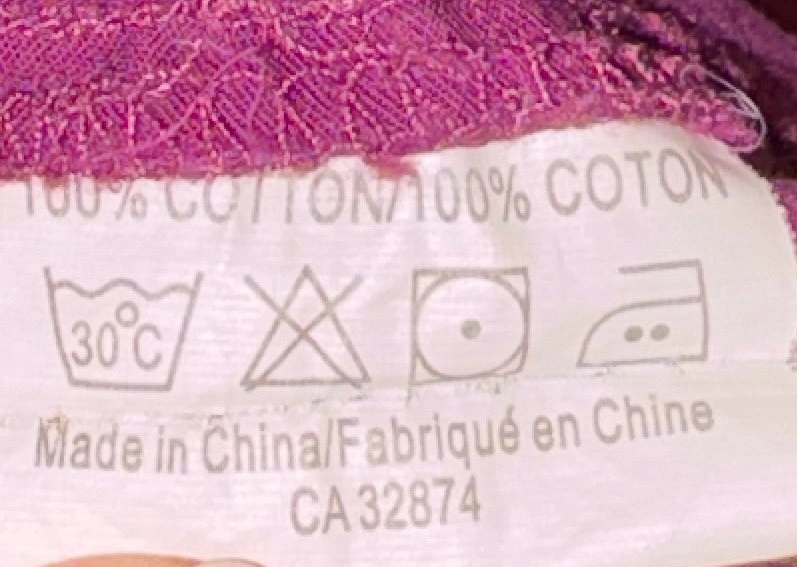 100% COTTON/100% COTON
30°C
Made in China/Fabriqué en Chine
CA32874